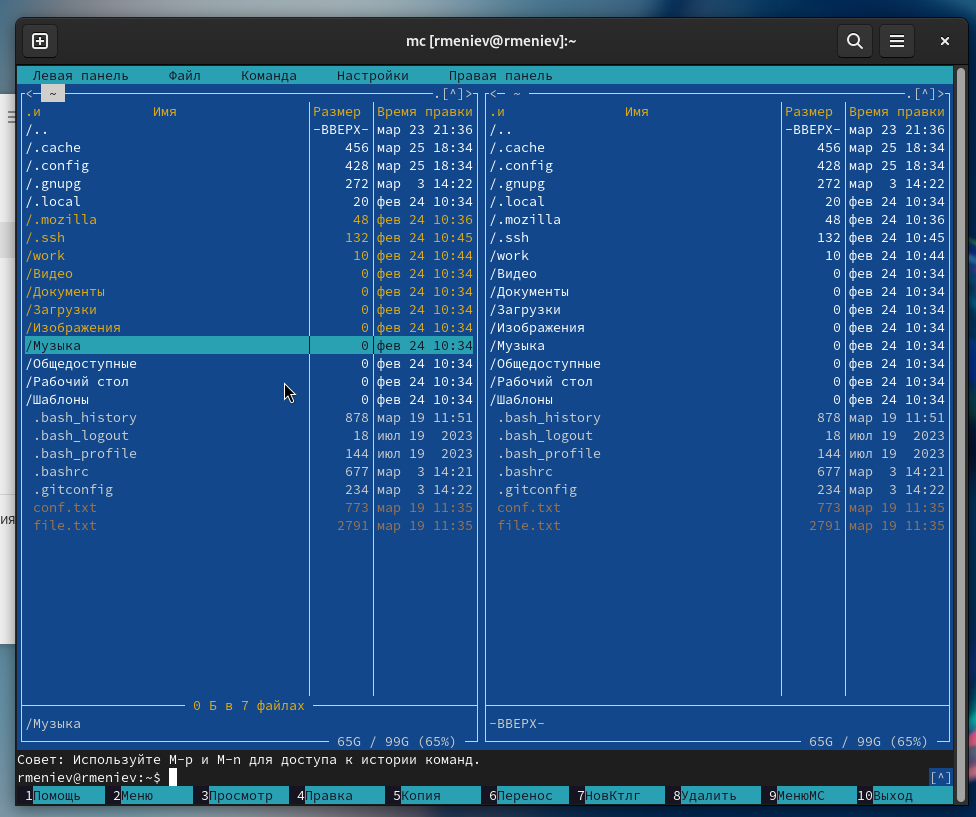 mc [rmeniev@rmeniev]:~
Левая панель Файл Команда Настройки Правая панель
<- ~ .[^]> <- ~ .[^]>
.и Имя Размер Время правки .и Имя Размер Время правки
/.. -ВВЕРХ- мар 23 21:36 /.. -ВВЕРХ- мар 23 21:36
/.cache 456 мар 25 18:34 /.cache 456 мар 25 18:34
/.config 428 мар 25 18:34 /.config 428 мар 25 18:34
/.gnupg 272 мар  3 14:22 /.gnupg 272 мар  3 14:22
/.local 20 фев 24 10:34 /.local 20 фев 24 10:34
/.mozilla 48 фев 24 10:36 /.mozilla 48 фев 24 10:36
/.ssh 132 фев 24 10:45 /.ssh 132 фев 24 10:45
/work 10 фев 24 10:44 /work 10 фев 24 10:44
/Видео 0 фев 24 10:34 /Видео 0 фев 24 10:34
/Документы 0 фев 24 10:34 /Документы 0 фев 24 10:34
/Загрузки 0 фев 24 10:34 /Загрузки 0 фев 24 10:34
/Изображения 0 фев 24 10:34 /Изображения 0 фев 24 10:34
/Музыка 0 фев 24 10:34 /Музыка 0 фев 24 10:34
/Общедоступные 0 фев 24 10:34 /Общедоступные 0 фев 24 10:34
/Рабочий стол 0 фев 24 10:34 /Рабочий стол 0 фев 24 10:34
/Шаблоны 0 фев 24 10:34 /Шаблоны 0 фев 24 10:34
.bash_history 878 мар 19 11:51 .bash_history 878 мар 19 11:51
.bash_logout 18 июл 19  2023 .bash_logout 18 июл 19  2023
.bash_profile 144 июл 19  2023 .bash_profile 144 июл 19  2023
.bashrc 677 мар  3 14:21 .bashrc 677 мар  3 14:21
.gitconfig 234 мар  3 14:22 .gitconfig 234 мар  3 14:22
conf.txt 773 мар 19 11:35 conf.txt 773 мар 19 11:35
file.txt 2791 мар 19 11:35 file.txt 2791 мар 19 11:35
0 Б в 7 файлах
/Музыка -ВВЕРХ-
65G / 99G (65%) 65G / 99G (65%)
Совет: Используйте M-p и M-n для доступа к истории команд.
rmeniev@rmeniev:~$ [^]
1Помощь 2Меню 3Просмотр 4Правка 5Копия 6Перенос 7НовКтлг 8Удалить 9МенюMC 10Выход